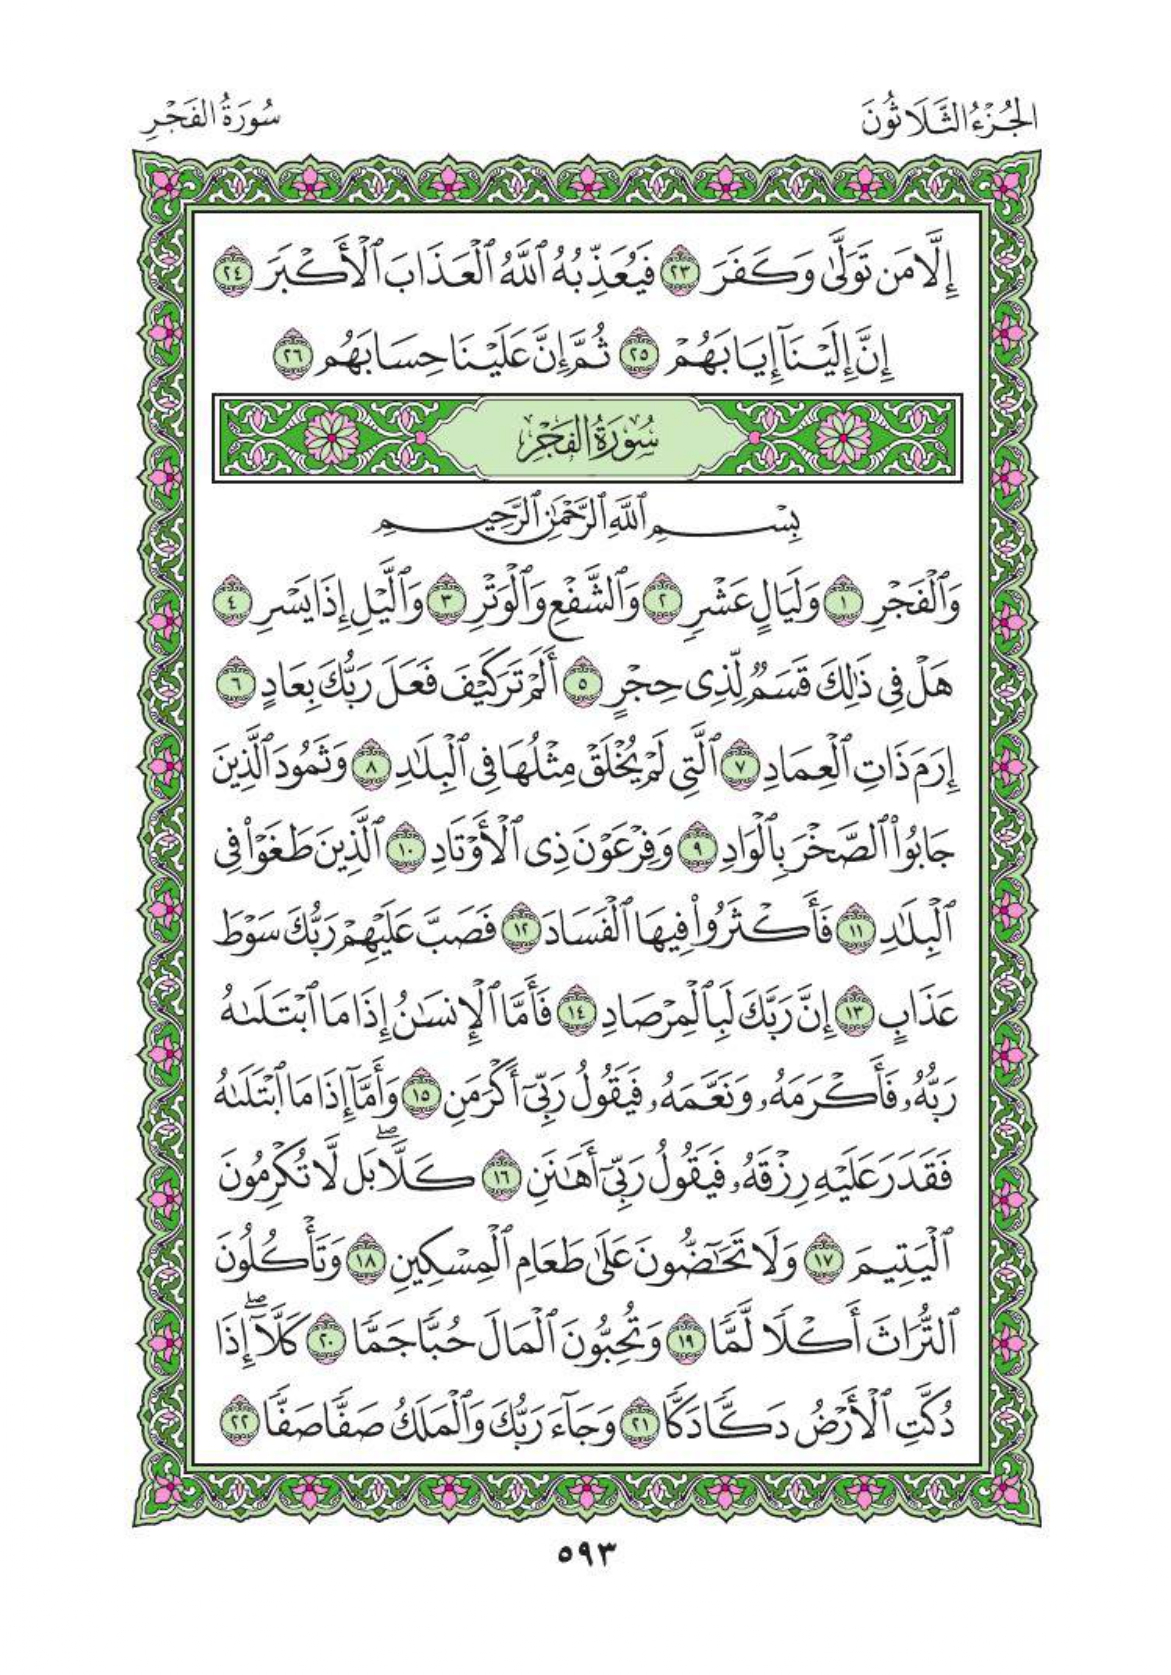 الجُزْءُ الثَّلَاثُونَ
سُورَةُ الفَجْرِ
إِلَّا مَن تَوَلَّىٰ وَكَفَرَ ٢٣ فَيُعَذِّبُهُ ٱللَّهُ ٱلْعَذَابَ ٱلْأَكْبَرَ ٢٤
إِنَّ إِلَيْنَآ إِيَابَهُمْ ٢٥ ثُمَّ إِنَّ عَلَيْنَا حِسَابَهُم ٢٦
سُورَةُ الفَجْرِ
بِسْمِ ٱللَّهِ ٱلرَّحْمَٰنِ ٱلرَّحِيمِ
وَٱلْفَجْرِ ١ وَلَيَالٍ عَشْرٍ ٢ وَٱلشَّفْعِ وَٱلْوَتْرِ ٣ وَٱلَّيْلِ إِذَا يَسْرِ ٤
هَلْ فِى ذَٰلِكَ قَسَمٌ لِّذِى حِجْرٍ ٥ أَلَمْ تَرَ كَيْفَ فَعَلَ رَبُّكَ بِعَادٍ ٦
إِرَمَ ذَاتِ ٱلْعِمَادِ ٧ ٱلَّتِى لَمْ يُخْلَقْ مِثْلُهَا فِى ٱلْبِلَٰدِ ٨ وَثَمُودَ ٱلَّذِينَ
جَابُوا۟ ٱلصَّخْرَ بِٱلْوَادِ ٩ وَفِرْعَوْنَ ذِى ٱلْأَوْتَادِ ١٠ ٱلَّذِينَ طَغَوْا۟ فِى
ٱلْبِلَٰدِ ١١ فَأَكْثَرُوا۟ فِيهَا ٱلْفَسَادَ ١٢ فَصَبَّ عَلَيْهِمْ رَبُّكَ سَوْطَ
عَذَابٍ ١٣ إِنَّ رَبَّكَ لَبِٱلْمِرْصَادِ ١٤ فَأَمَّا ٱلْإِنسَٰنُ إِذَا مَا ٱبْتَلَىٰهُ
رَبُّهُۥ فَأَكْرَمَهُۥ وَنَعَّمَهُۥ فَيَقُولُ رَبِّىٓ أَكْرَمَنِ ١٥ وَأَمَّآ إِذَا مَا ٱبْتَلَىٰهُ
فَقَدَرَ عَلَيْهِ رِزْقَهُۥ فَيَقُولُ رَبِّىٓ أَهَٰنَنِ ١٦ كَلَّا ۖ بَل لَّا تُكْرِمُونَ
ٱلْيَتِيمَ ١٧ وَلَا تَحَٰٓضُّونَ عَلَىٰ طَعَامِ ٱلْمِسْكِينِ ١٨ وَتَأْكُلُونَ
ٱلتُّرَاثَ أَكْلًا لَّمًّا ١٩ وَتُحِبُّونَ ٱلْمَالَ حُبًّا جَمًّا ٢٠ كَلَّآ ۖ إِذَا
دُكَّتِ ٱلْأَرْضُ دَكًّا دَكًّا ٢١ وَجَآءَ رَبُّكَ وَٱلْمَلَكُ صَفًّا صَفًّا ٢٢
٥٩٣